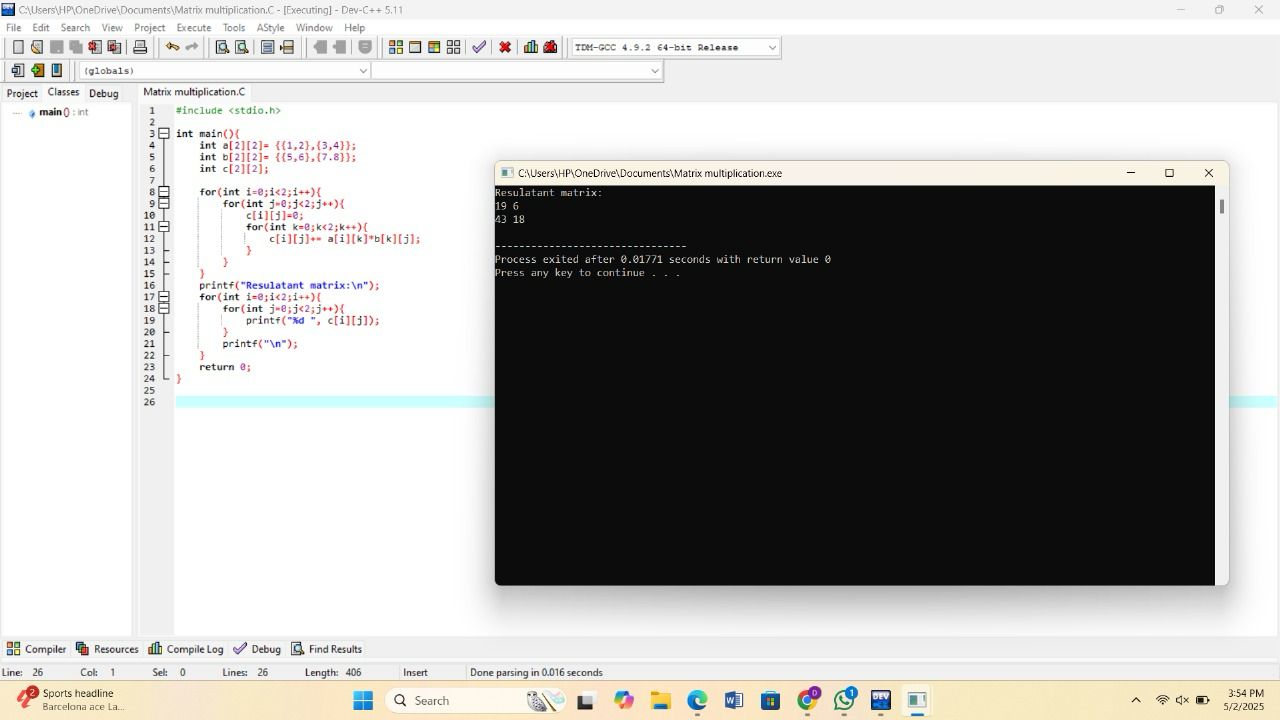 C:\Users\HP\OneDrive\Documents\Matrix multiplication.C - [Executing] - Dev-C++ 5.11
File Edit Search View Project Execute Tools AStyle Window Help
TDM-GCC 4.9.2 64-bit Release
(globals)
Project Classes Debug
Matrix multiplication.C
main() : int
1 #include <stdio.h>
2
3 int main(){
4 int a[2][2]= {{1,2},{3,4}};
5 int b[2][2]= {{5,6},{7.8}};
6 int c[2][2];
7
8 for(int i=0;i<2;i++){
9 for(int j=0;j<2;j++){
10 c[i][j]=0;
11 for(int k=0;k<2;k++){
12 c[i][j]+= a[i][k]*b[k][j];
13 }
14 }
15 }
16 printf("Resulatant matrix:\n");
17 for(int i=0;i<2;i++){
18 for(int j=0;j<2;j++){
19 printf("%d ", c[i][j]);
20 }
21 printf("\n");
22 }
23 return 0;
24 }
25
26
C:\Users\HP\OneDrive\Documents\Matrix multiplication.exe
Resulatant matrix:
19 6
43 18
--------------------------------
Process exited after 0.01771 seconds with return value 0
Press any key to continue . . .
Compiler Resources Compile Log Debug Find Results
Line: 26 Col: 1 Sel: 0 Lines: 26 Length: 406 Insert Done parsing in 0.016 seconds
2
Sports headline
Barcelona ace La...
Search
D
1
DEV
3:54 PM
5/2/2025